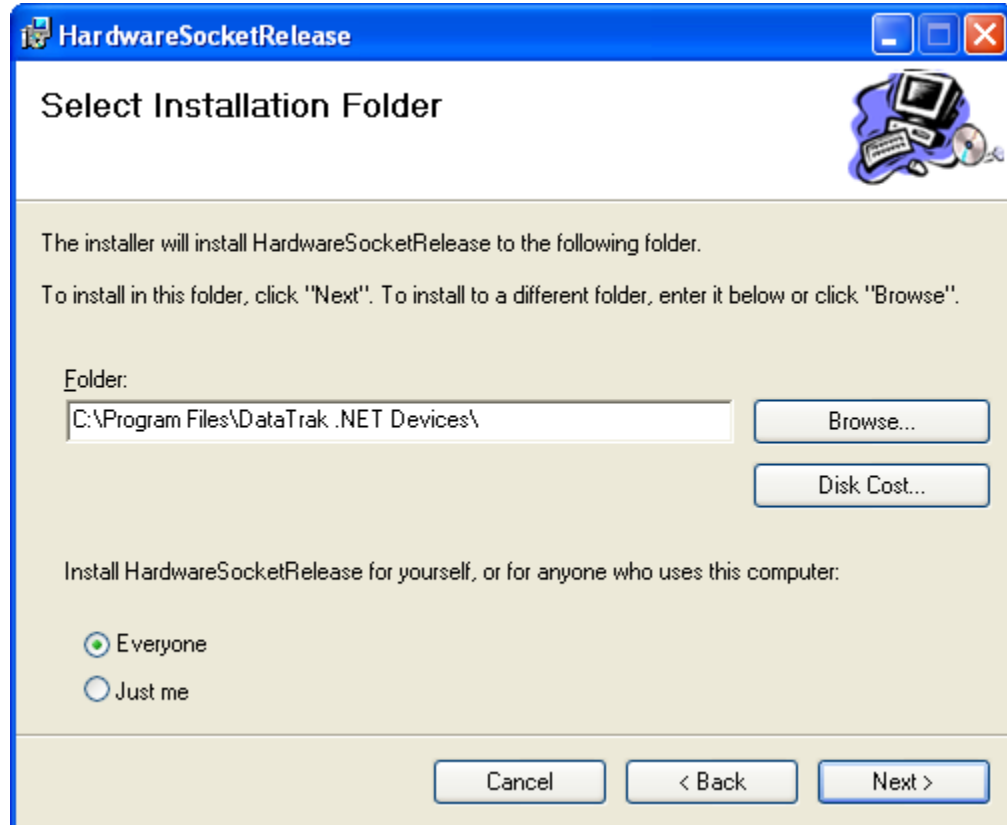 HardwareSocketRelease
Select Installation Folder
The installer will install HardwareSocketRelease to the following folder.
To install in this folder, click "Next". To install to a different folder, enter it below or click "Browse".
Folder:
C:\Program Files\DataTrak .NET Devices\
Browse...
Disk Cost...
Install HardwareSocketRelease for yourself, or for anyone who uses this computer:
Everyone
Just me
Cancel
< Back
Next >